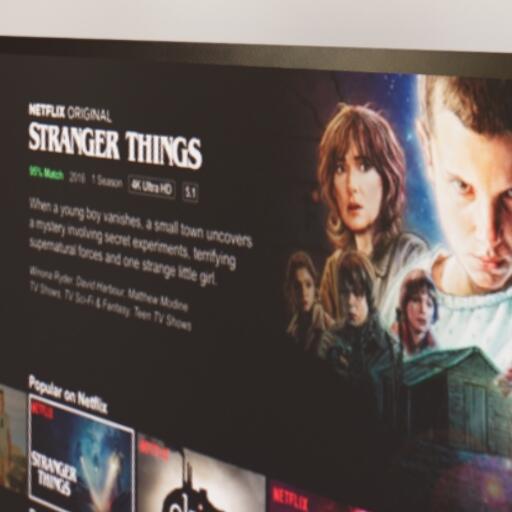 NETFLIX ORIGINAL
STRANGER THINGS
95% Match 2016 1 Season 4K Ultra HD 5.1
When a young boy vanishes, a small town uncovers
a mystery involving secret experiments, terrifying
supernatural forces and one strange little girl.
Winona Ryder, David Harbour, Matthew Modine
TV Shows, TV Sci-Fi & Fantasy, Teen TV Shows
Popular on Netflix
NETFLIX
STRANGER
THINGS
NETFLIX